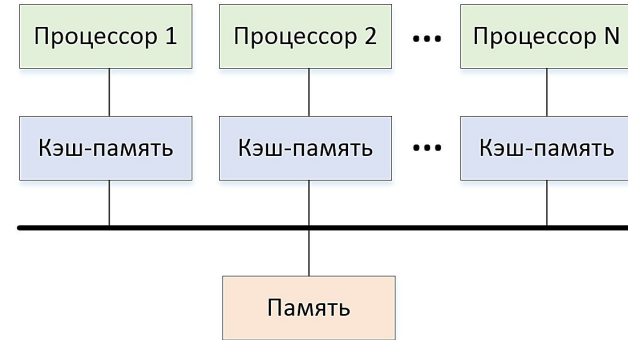 Процессор 1
Процессор 2
...
Процессор N
Кэш-память
Кэш-память
...
Кэш-память
Память